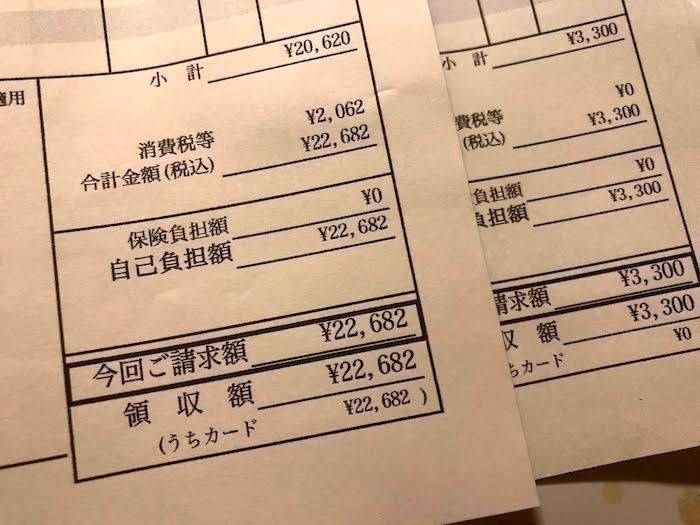 適用
小 計 ¥20,620
消費税等 ¥2,062
合計金額(税込) ¥22,682
保険負担額 ¥0
自己負担額 ¥22,682
今回ご請求額 ¥22,682
領 収 額 ¥22,682
(うちカード ¥22,682 )
小 計 ¥3,300
費税等 ¥0
(税込) ¥3,300
負担額 ¥0
負担額 ¥3,300
請求額 ¥3,300
収 額 ¥3,300
うちカード ¥0